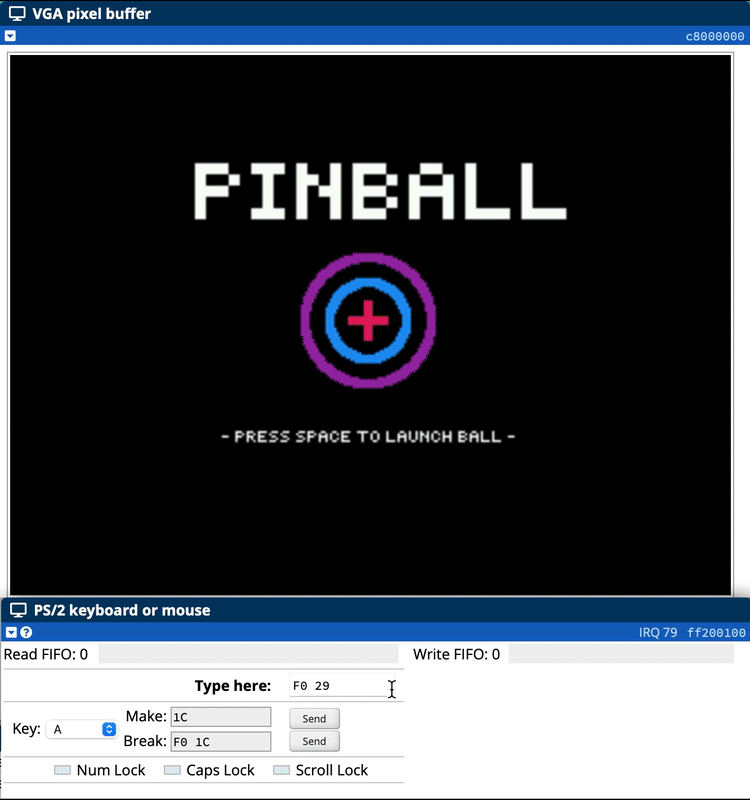 VGA pixel buffer
c8000000
PINBALL
- PRESS SPACE TO LAUNCH BALL -
PS/2 keyboard or mouse
? IRQ 79 ff200100
Read FIFO: 0 Write FIFO: 0
Type here: F0 29
Key: A Make: 1C Send
Break: F0 1C Send
Num Lock Caps Lock Scroll Lock